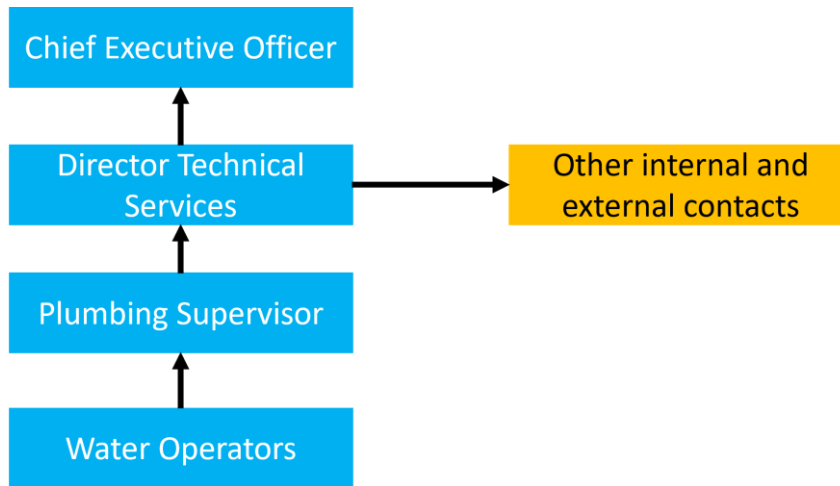 Chief Executive Officer
Director Technical
Services
Other internal and
external contacts
Plumbing Supervisor
Water Operators